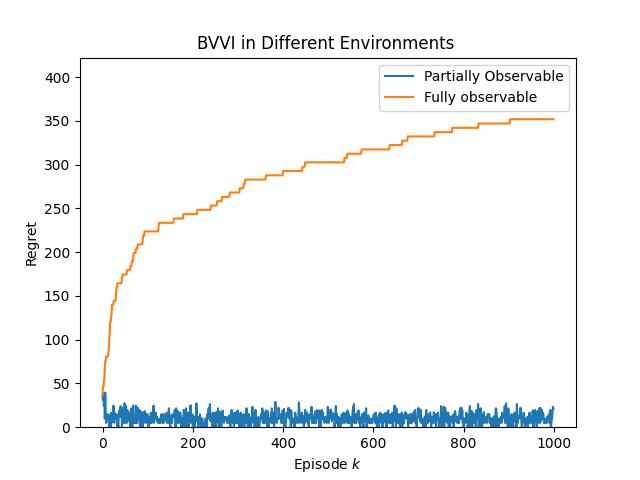 BVVI in Different Environments
Partially Observable
Fully observable
Regret
400
350
300
250
200
150
100
50
0
0 200 400 600 800 1000
Episode k